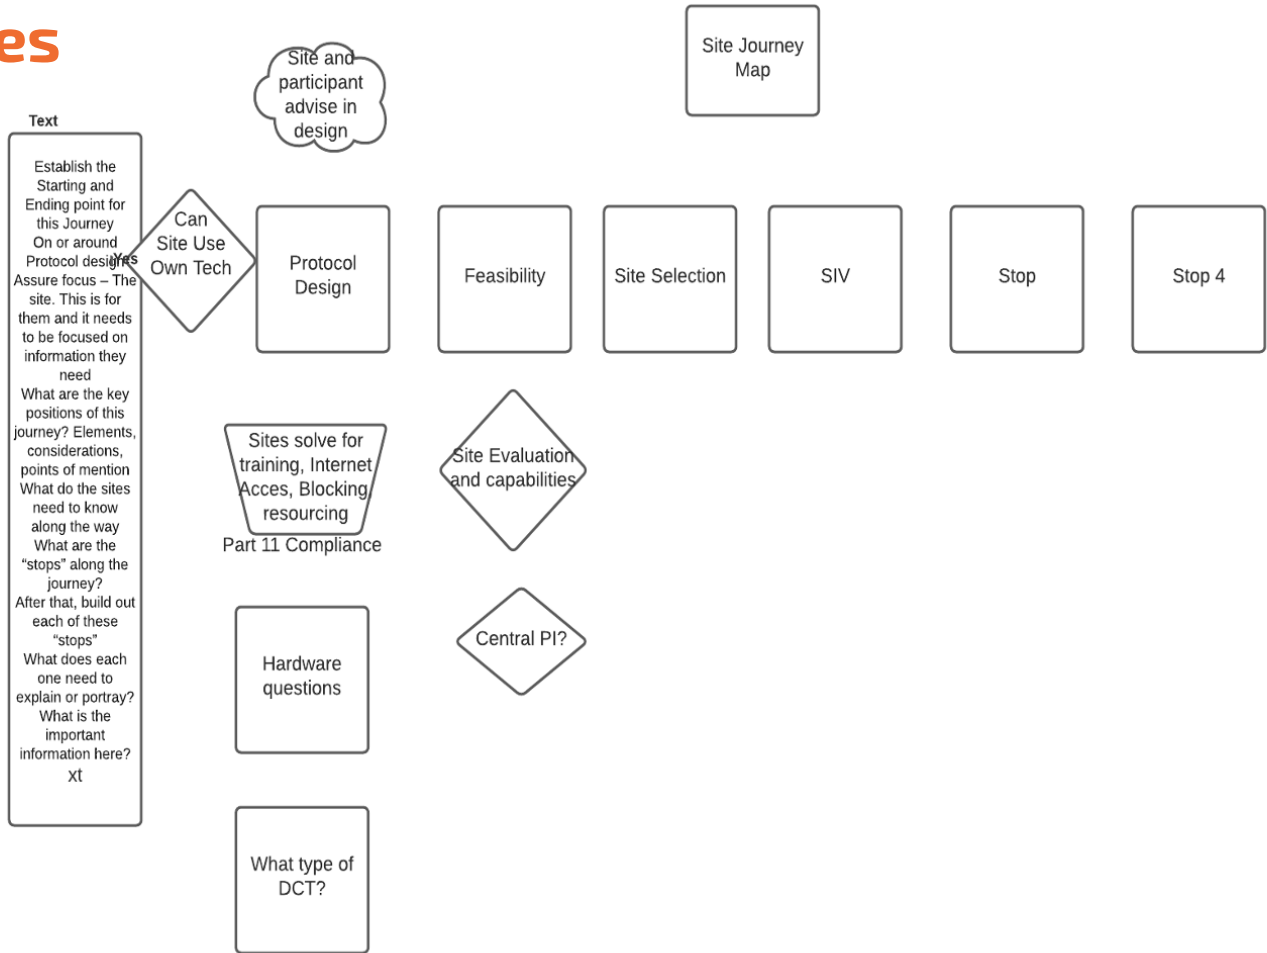 es
Site Journey
Map
Site and
participant
advise in
design
Text
Establish the
Starting and
Ending point for
this Journey
On or around
Protocol design
Assure focus – The
site. This is for
them and it needs
to be focused on
information they
need
What are the key
positions of this
journey? Elements,
considerations,
points of mention
What do the sites
need to know
along the way
What are the
“stops” along the
journey?
After that, build out
each of these
“stops”
What does each
one need to
explain or portray?
What is the
important
information here?
xt
Yes
Can
Site Use
Own Tech
Protocol
Design
Feasibility
Site Selection
SIV
Stop
Stop 4
Sites solve for
training, Internet
Acces, Blocking,
resourcing
Part 11 Compliance
Site Evaluation
and capabilities
Hardware
questions
Central PI?
What type of
DCT?